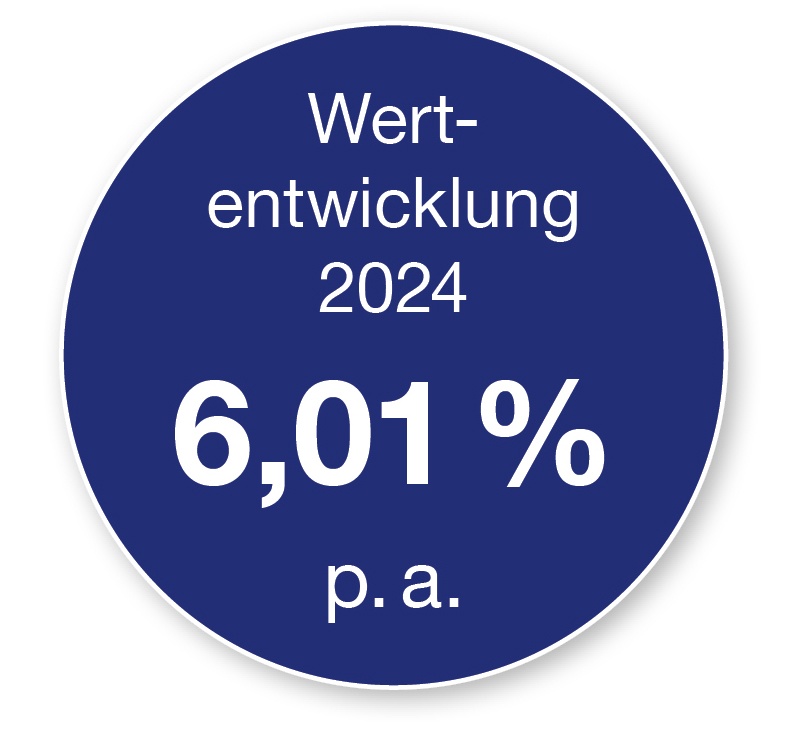 Wert-
entwicklung
2024
6,01 %
p. a.